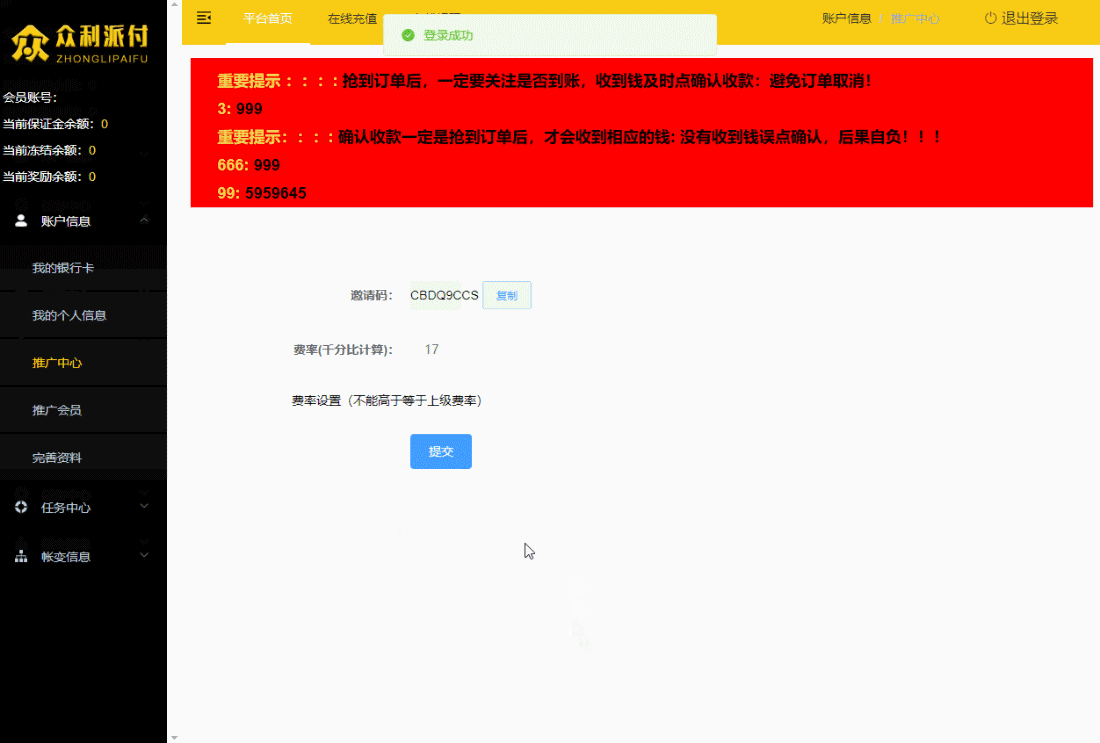 众利派付
ZHONGLIPAIFU
会员账号：
当前保证金余额：0
当前冻结余额：0
当前奖励余额：0
账户信息
我的银行卡
我的个人信息
推广中心
推广会员
完善资料
任务中心
帐变信息
平台首页
在线充值
登录成功
账户信息 / 推广中心
退出登录
重要提示：：：：抢到订单后，一定要关注是否到账，收到钱及时点确认收款：避免订单取消！
3: 999
重要提示：：：：确认收款一定是抢到订单后，才会收到相应的钱: 没有收到钱误点确认，后果自负！！！
666: 999
99: 5959645
邀请码：
CBDQ9CCS
复制
费率(千分比计算)：
17
费率设置（不能高于等于上级费率）
提交